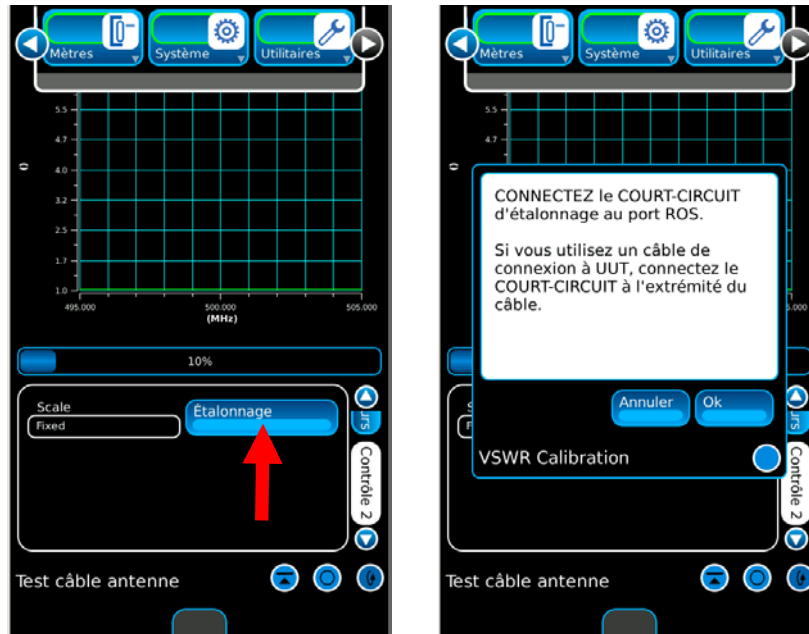 Mètres
Système
Utilitaires
5.5
4.7
4.0
3.2
2.5
1.7
1.0
495.000
500.000
505.000
(MHz)
10%
Scale
Fixed
Étalonnage
urs
Contrôle 2
Test câble antenne
Mètres
Système
Utilitaires
5.5
4.7
CONNECTEZ le COURT-CIRCUIT
d'étalonnage au port ROS.
Si vous utilisez un câble de
connexion à UUT, connectez le
COURT-CIRCUIT à l'extrémité du
câble.
Annuler
Ok
VSWR Calibration
urs
Contrôle 2
Test câble antenne